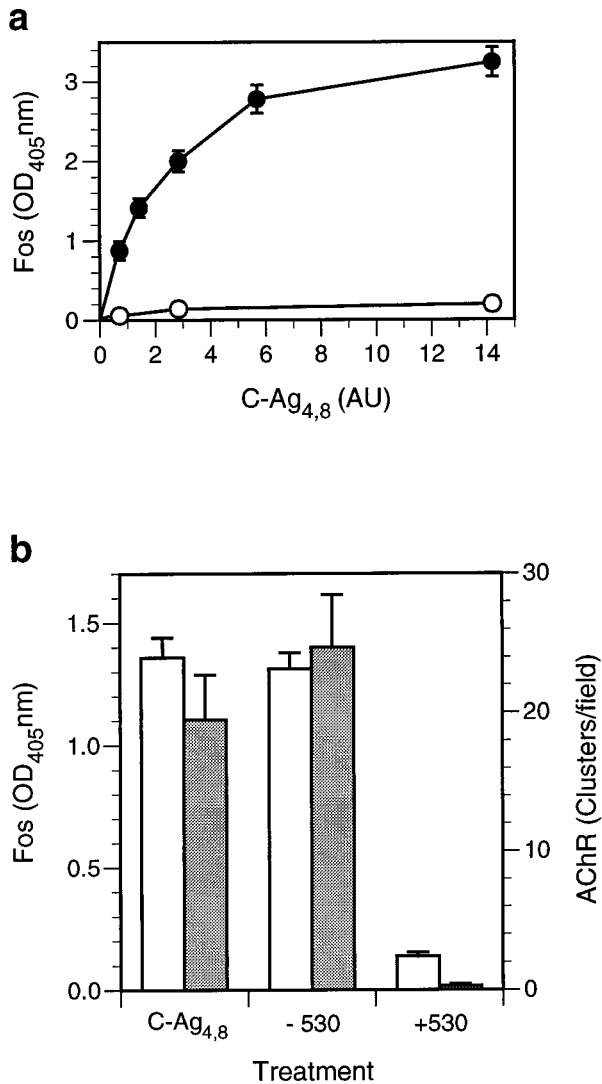 a
Fos (OD405nm)
3
2
1
0
0 2 4 6 8 10 12 14
C-Ag4,8 (AU)
b
Fos (OD405nm)
1.5
1.0
0.5
0.0
30
20
10
0
AChR (Clusters/field)
C-Ag4,8 - 530 +530
Treatment